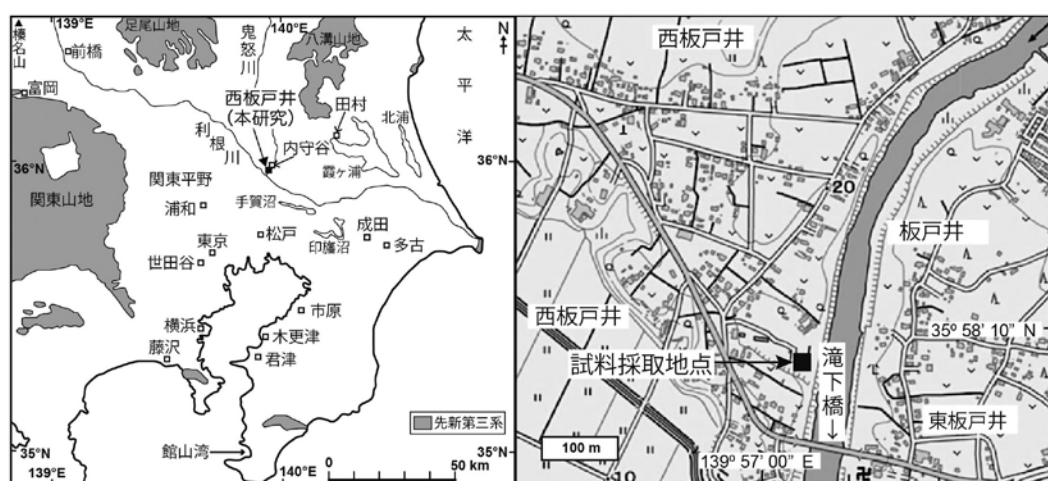 139°E
足尾山地
鬼怒川
140°E
八溝山地
太平洋
N
▲榛名山
前橋
富岡
西板戸井
(本研究)
田村
北浦
利根川
内守谷
36°N
36°N
霞ヶ浦
関東山地
関東平野
手賀沼
浦和
松戸
印旛沼
成田
多古
東京
世田谷
市原
横浜
木更津
藤沢
君津
先新第三系
35°N
館山湾
35°N
139°E
140°E
0
50 km
西板戸井
20
板戸井
西板戸井
35° 58' 10" N
試料採取地点
滝下橋
↓
東板戸井
100 m
139° 57' 00" E
10